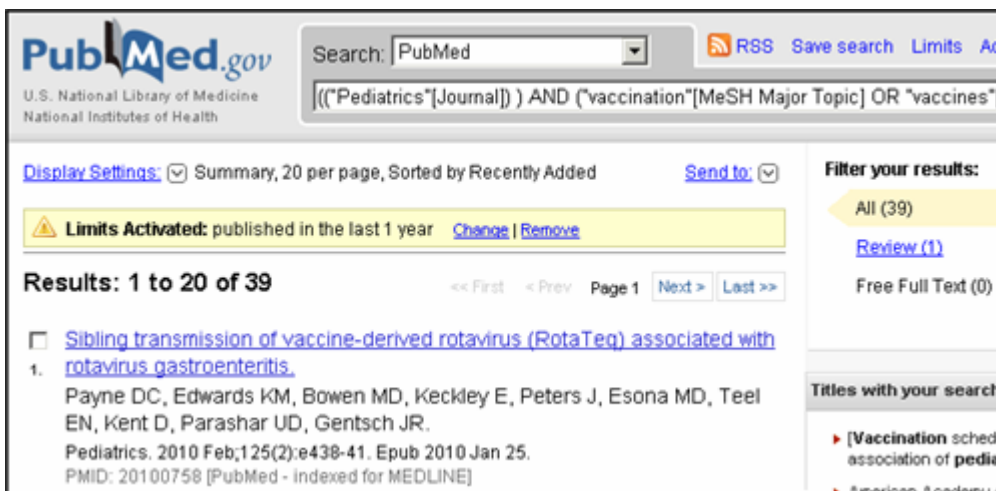 PubMed.gov
U.S. National Library of Medicine
National Institutes of Health
Search: PubMed
RSS Save search Limits
(("Pediatrics"[Journal]) ) AND ("vaccination"[MeSH Major Topic] OR "vaccines"
Display Settings: Summary, 20 per page, Sorted by Recently Added
Send to:
Limits Activated: published in the last 1 year Change | Remove
Results: 1 to 20 of 39
<< First < Prev Page 1 Next > Last >>
1.
Sibling transmission of vaccine-derived rotavirus (RotaTeq) associated with
rotavirus gastroenteritis.
Payne DC, Edwards KM, Bowen MD, Keckley E, Peters J, Esona MD, Teel
EN, Kent D, Parashar UD, Gentsch JR.
Pediatrics. 2010 Feb;125(2):e438-41. Epub 2010 Jan 25.
PMID: 20100758 [PubMed - indexed for MEDLINE]
Filter your results:
All (39)
Review (1)
Free Full Text (0)
Titles with your search
[Vaccination sched
association of pedia
American Academy